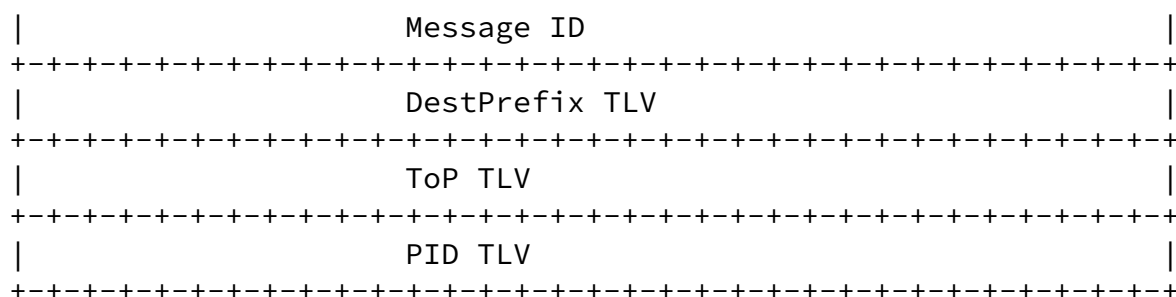 |                     Message ID                                |
+-+-+-+-+-+-+-+-+-+-+-+-+-+-+-+-+-+-+-+-+-+-+-+-+-+-+-+-+-+-+-+-+
|                     DestPrefix TLV                            |
+-+-+-+-+-+-+-+-+-+-+-+-+-+-+-+-+-+-+-+-+-+-+-+-+-+-+-+-+-+-+-+-+
|                     ToP TLV                                   |
+-+-+-+-+-+-+-+-+-+-+-+-+-+-+-+-+-+-+-+-+-+-+-+-+-+-+-+-+-+-+-+-+
|                     PID TLV                                   |
+-+-+-+-+-+-+-+-+-+-+-+-+-+-+-+-+-+-+-+-+-+-+-+-+-+-+-+-+-+-+-+-+